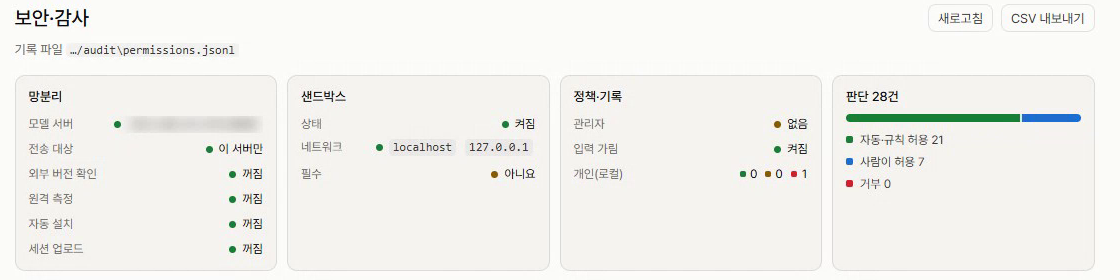 보안·감사
새로고침
CSV 내보내기
기록 파일 …/audit\permissions.jsonl
망분리
모델 서버
전송 대상 이 서버만
외부 버전 확인 꺼짐
원격 측정 꺼짐
자동 설치 꺼짐
세션 업로드 꺼짐
샌드박스
상태 켜짐
네트워크 localhost 127.0.0.1
필수 아니요
정책·기록
관리자 없음
입력 가림 켜짐
개인(로컬) 0 0 1
판단 28건
자동·규칙 허용 21
사람이 허용 7
거부 0